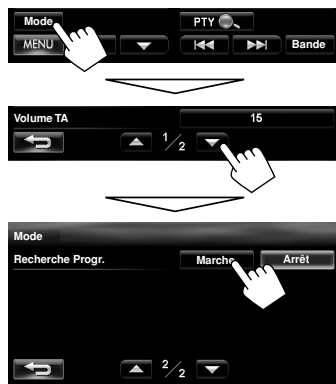 Mode PTY
MENU Bande
Volume TA 15
1/2
Mode
Recherche Progr. Marche Arrêt
2/2